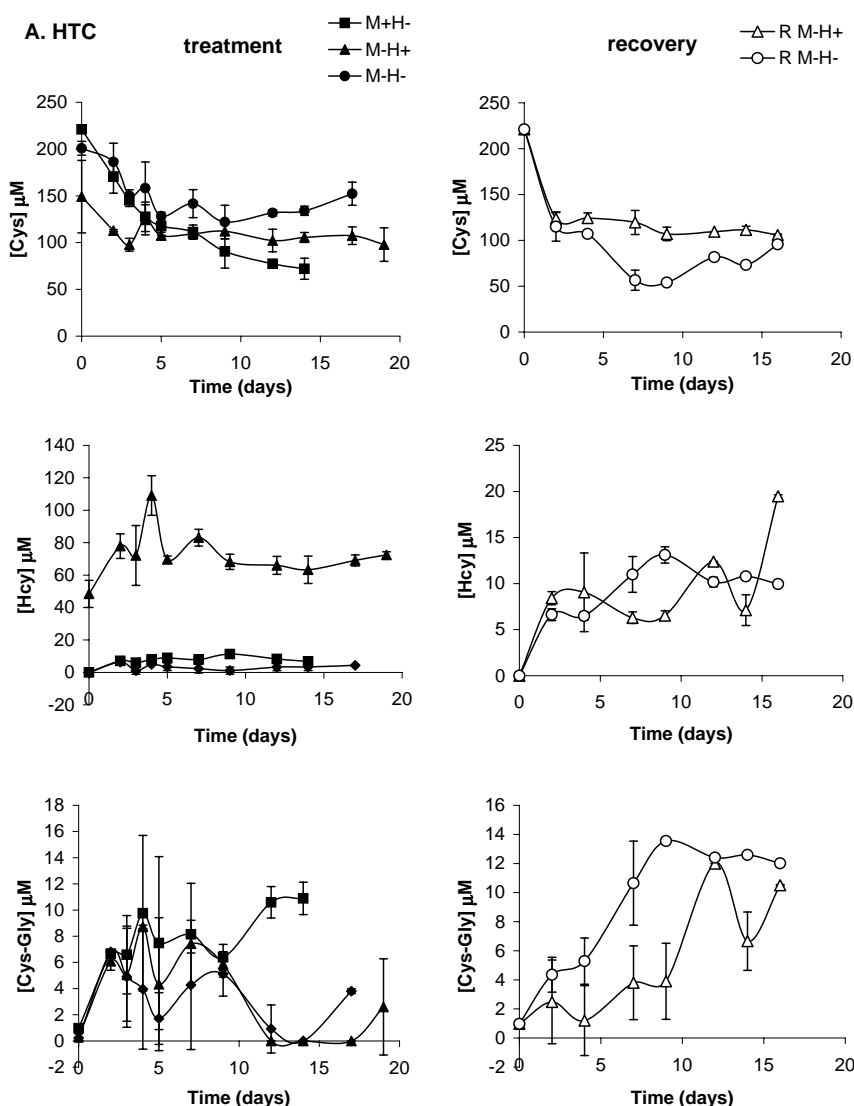 A. HTC
treatment
M+H-
M-H+
M-H-
recovery
R M-H+
R M-H-
250
200
150
100
50
0
[Cys] µM
0 5 10 15 20
Time (days)
250
200
150
100
50
0
[Cys] µM
0 5 10 15 20
Time (days)
140
120
100
80
60
40
20
0
-20
[Hcy] µM
0 5 10 15 20
Time (days)
25
20
15
10
5
0
[Hcy] µM
0 5 10 15 20
Time (days)
18
16
14
12
10
8
6
4
2
0
-2
[Cys-Gly] µM
0 5 10 15 20
Time (days)
16
14
12
10
8
6
4
2
0
-2
[Cys-Gly] µM
0 5 10 15 20
Time (days)